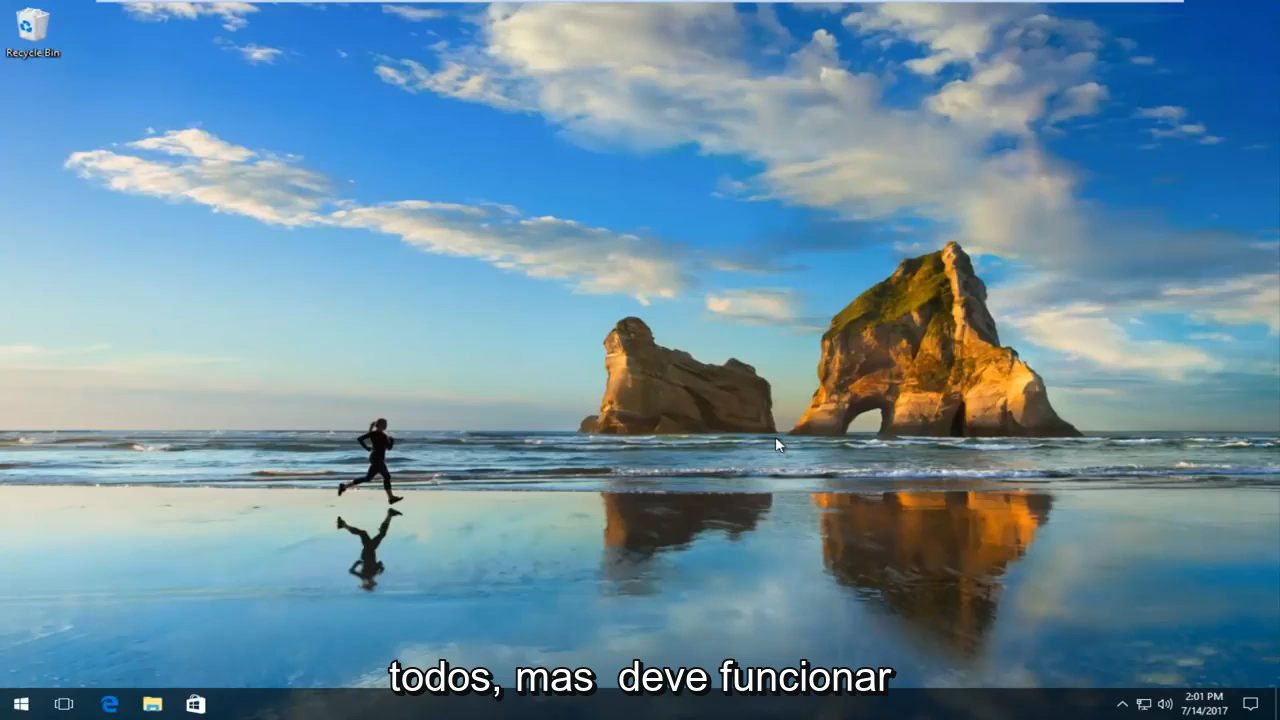 Recycle Bin
todos, mas  deve funcionar
2:01 PM
7/14/2017